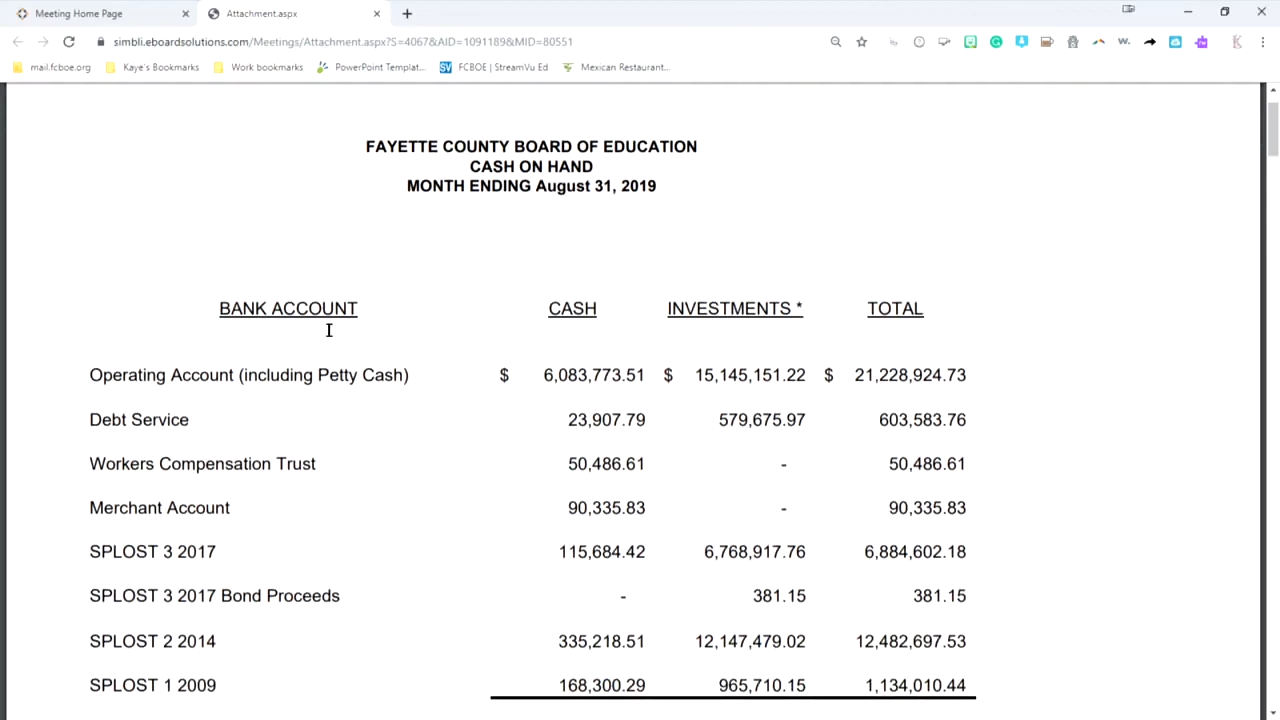 Meeting Home Page
Attachment.aspx
simbli.eboardsolutions.com/Meetings/Attachment.aspx?S=4067&AID=1091189&MID=80551
mail.fcboe.org Kaye's Bookmarks Work bookmarks PowerPoint Templat... SV FCBOE | StreamVu Ed Mexican Restaurant...
FAYETTE COUNTY BOARD OF EDUCATION
CASH ON HAND
MONTH ENDING August 31, 2019
BANK ACCOUNT CASH INVESTMENTS * TOTAL
Operating Account (including Petty Cash) $ 6,083,773.51 $ 15,145,151.22 $ 21,228,924.73
Debt Service 23,907.79 579,675.97 603,583.76
Workers Compensation Trust 50,486.61 - 50,486.61
Merchant Account 90,335.83 - 90,335.83
SPLOST 3 2017 115,684.42 6,768,917.76 6,884,602.18
SPLOST 3 2017 Bond Proceeds - 381.15 381.15
SPLOST 2 2014 335,218.51 12,147,479.02 12,482,697.53
SPLOST 1 2009 168,300.29 965,710.15 1,134,010.44